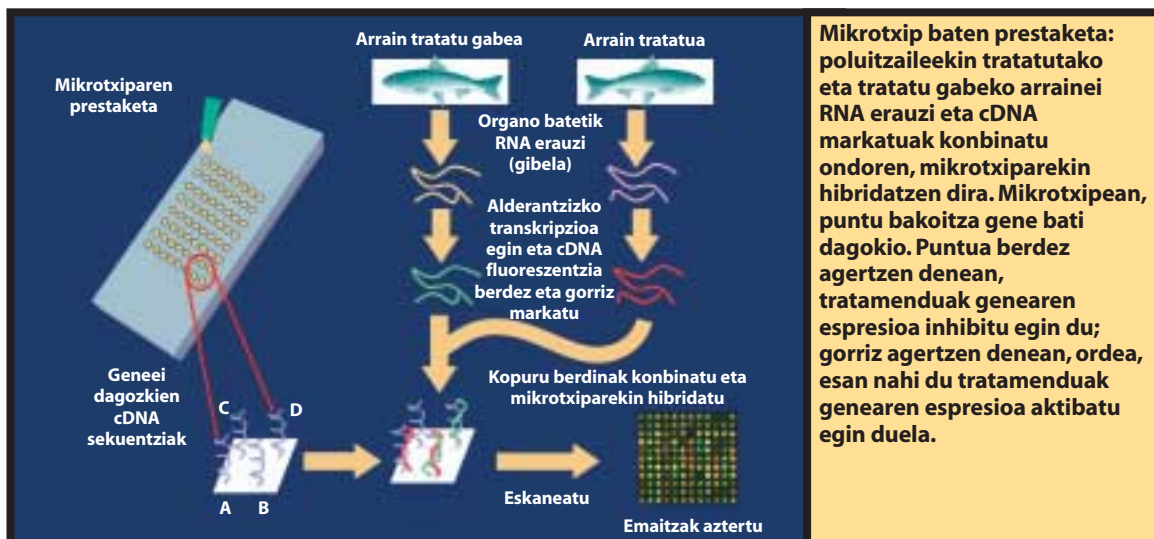 Arrain tratatu gabea
Arrain tratatua
Mikrotxiparen
prestaketa
Organo batetik
RNA erauzi
(gibela)
Alderantzizko
transkripzioa
egin eta cDNA
fluoreszentzia
berdez eta gorriz
markatu
Geneei
dagozkien
cDNA
sekuentziak
C
D
A
B
Kopuru berdinak konbinatu eta
mikrotxiparekin hibridatu
Eskaneatu
Emaitzak aztertu
Mikrotxip baten prestaketa:
poluitzaileekin tratatutako
eta tratatu gabeko arrainei
RNA erauzi eta cDNA
markatuak konbinatu
ondoren, mikrotxiparekin
hibridatzen dira. Mikrotxipean,
puntu bakoitza gene bati
dagokio. Puntua berdez
agertzen denean,
tratamenduak genearen
espresioa inhibitu egin du;
gorriz agertzen denean, ordea,
esan nahi du tratamenduak
genearen espresioa aktibatu
egin duela.